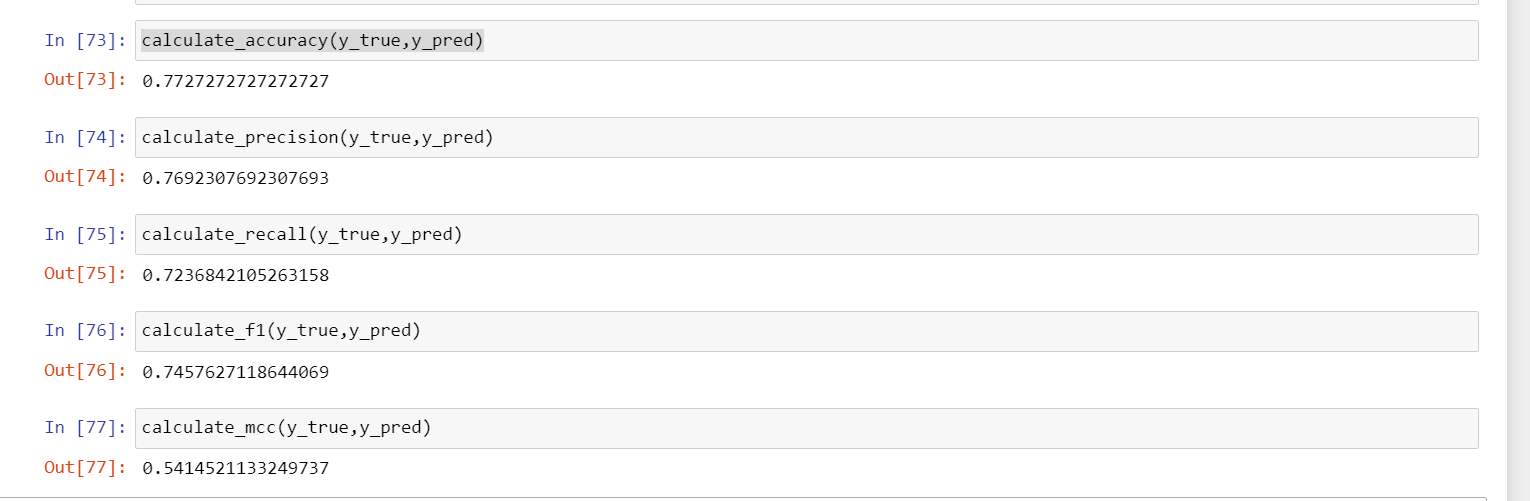 In [73]: calculate_accuracy(y_true,y_pred)
Out[73]: 0.7727272727272727
In [74]: calculate_precision(y_true,y_pred)
Out[74]: 0.7692307692307693
In [75]: calculate_recall(y_true,y_pred)
Out[75]: 0.7236842105263158
In [76]: calculate_f1(y_true,y_pred)
Out[76]: 0.7457627118644069
In [77]: calculate_mcc(y_true,y_pred)
Out[77]: 0.5414521133249737